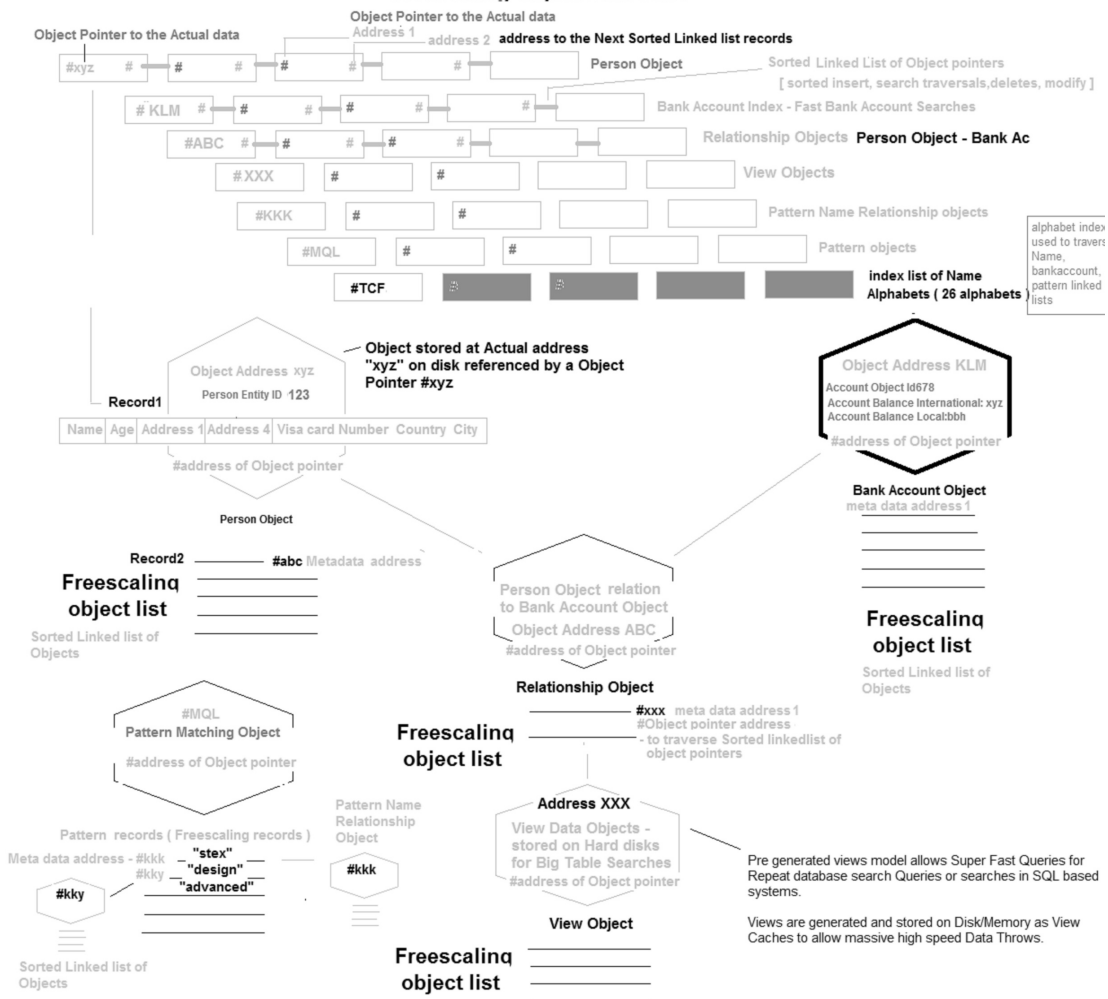 Object Pointer to the Actual data
Object Pointer to the Actual data
Address 1
address 2
address to the Next Sorted Linked list records
#xyz # # # # # #
Person Object
Sorted Linked List of Object pointers
[ sorted insert, search traversals,deletes, modify ]
# KLM # # # # # #
Bank Account Index - Fast Bank Account Searches
#ABC # # # # #
Relationship Objects Person Object - Bank Ac
#XXX # #
View Objects
#KKK # #
Pattern Name Relationship objects
#MQL # #
Pattern objects
alphabet index
used to travers
Name,
bankaccount,
pattern linked
lists
#TCF # #
index list of Name
Alphabets ( 26 alphabets )
Object stored at Actual address
"xyz" on disk referenced by a Object
Pointer #xyz
Object Address xyz
Person Entity ID 123
Record1
Name Age Address 1 Address 4 Visa card Number Country City
#address of Object pointer
Person Object
Object Address KLM
Account Object Id678
Account Balance International: xyz
Account Balance Local:bbh
#address of Object pointer
Bank Account Object
meta data address 1
Freescaling
object list
Sorted Linked list of
Objects
Record2
#abc Metadata address
Freescaling
object list
Sorted Linked list of
Objects
Person Object relation
to Bank Account Object
Object Address ABC
#address of Object pointer
Relationship Object
#xxx meta data address 1
#Object pointer address
- to traverse Sorted linkedlist of
object pointers
Freescaling
object list
#MQL
Pattern Matching Object
#address of Object pointer
Pattern records ( Freescaling records )
Meta data address - #kkk
#kky
"stex"
"design"
"advanced"
#kky
Sorted Linked list of
Objects
Pattern Name
Relationship
Object
#kkk
Address XXX
View Data Objects -
stored on Hard disks
for Big Table Searches
#address of Object pointer
View Object
Freescaling
object list
Pre generated views model allows Super Fast Queries for
Repeat database search Queries or searches in SQL based
systems.
Views are generated and stored on Disk/Memory as View
Caches to allow massive high speed Data Throws.